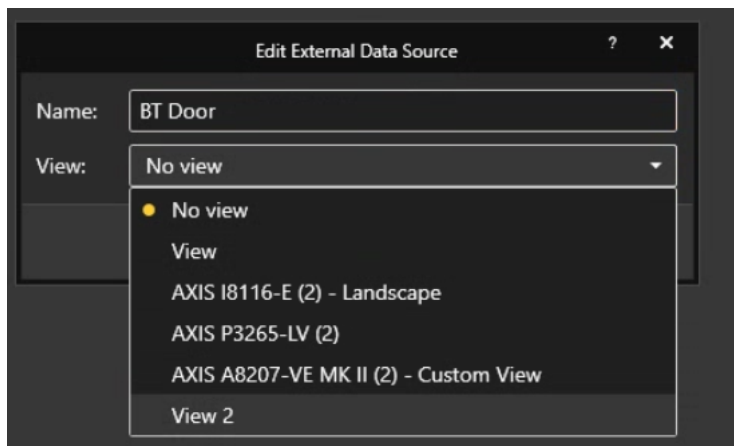 Edit External Data Source ? ×
Name: BT Door
View: No view
No view
View
AXIS I8116-E (2) - Landscape
AXIS P3265-LV (2)
AXIS A8207-VE MK II (2) - Custom View
View 2